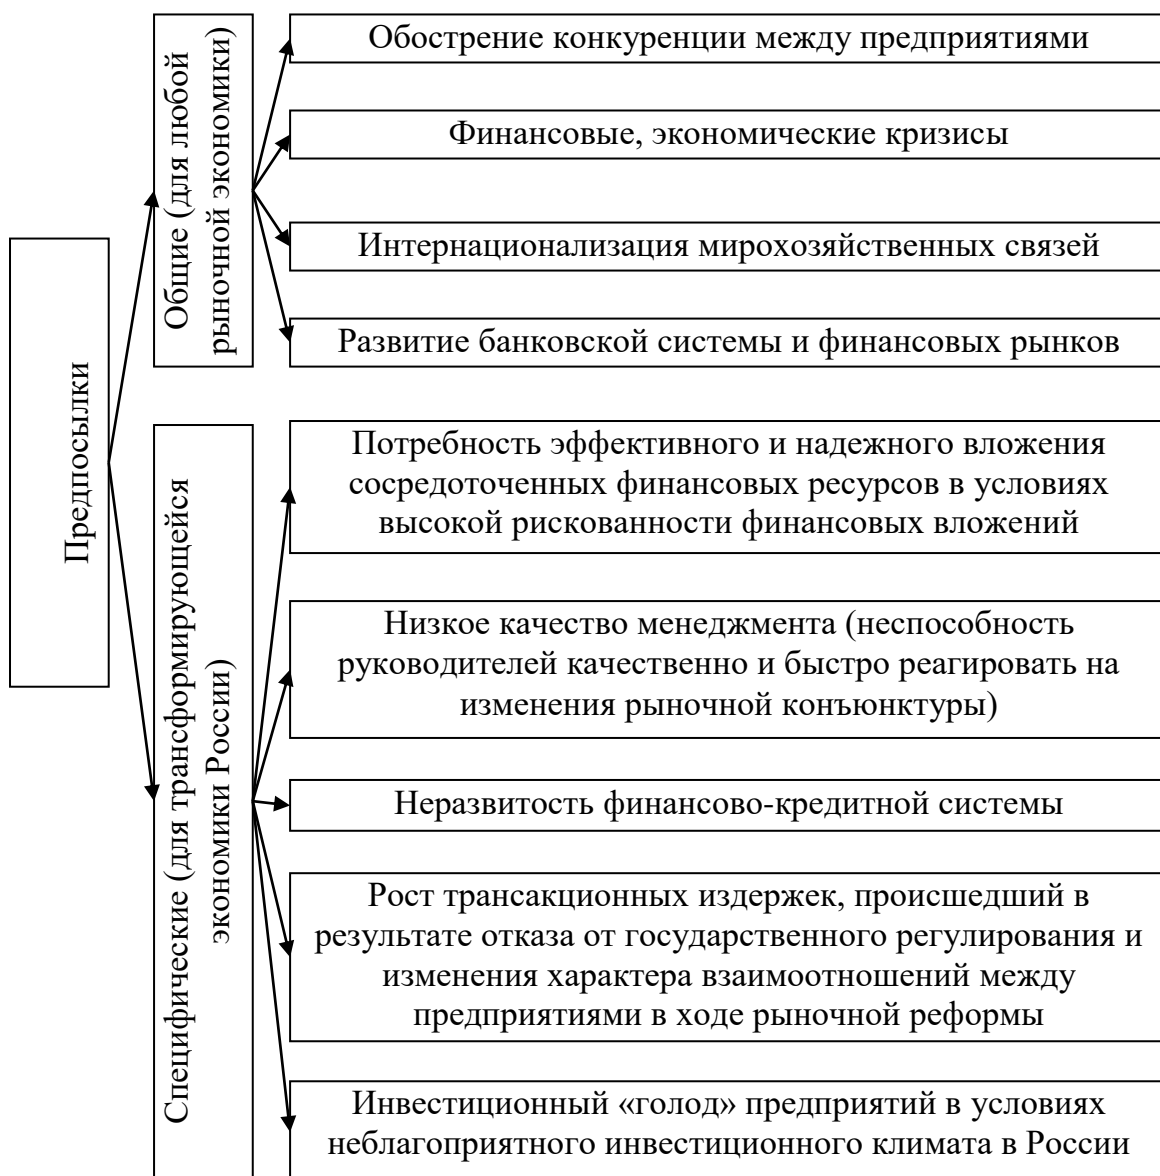 Предпосылки
Общие (для любой
рыночной экономики)
Обострение конкуренции между предприятиями
Финансовые, экономические кризисы
Интернационализация мирохозяйственных связей
Развитие банковской системы и финансовых рынков
Специфические (для трансформирующейся
экономики России)
Потребность эффективного и надежного вложения
сосредоточенных финансовых ресурсов в условиях
высокой рискованности финансовых вложений
Низкое качество менеджмента (неспособность
руководителей качественно и быстро реагировать на
изменения рыночной конъюнктуры)
Неразвитость финансово-кредитной системы
Рост трансакционных издержек, происшедший в
результате отказа от государственного регулирования и
изменения характера взаимоотношений между
предприятиями в ходе рыночной реформы
Инвестиционный «голод» предприятий в условиях
неблагоприятного инвестиционного климата в России